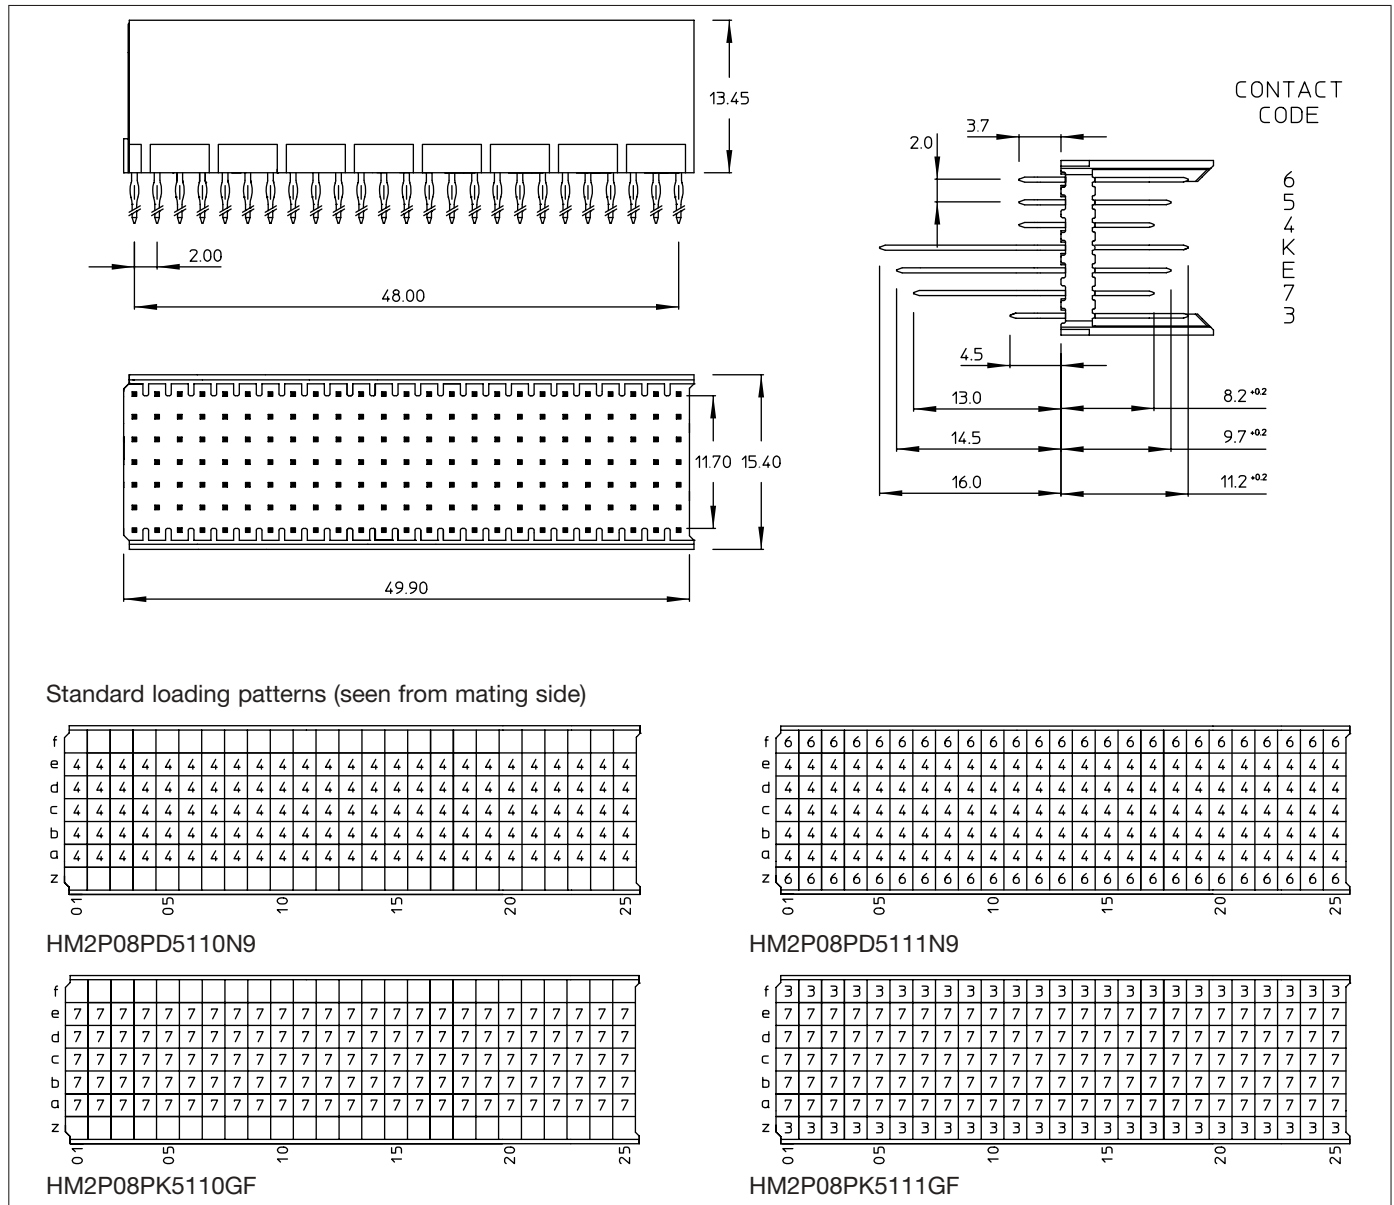 13.45
2.00
48.00
11.70
15.40
49.90
CONTACT
CODE
3.7
2.0
6
5
4
K
E
7
3
4.5
13.0
8.2 +0.2
14.5
9.7 +0.2
16.0
11.2 +0.2
Standard loading patterns (seen from mating side)
f
e 4 4 4 4 4 4 4 4 4 4 4 4 4 4 4 4 4 4 4 4 4 4 4 4 4
d 4 4 4 4 4 4 4 4 4 4 4 4 4 4 4 4 4 4 4 4 4 4 4 4 4
c 4 4 4 4 4 4 4 4 4 4 4 4 4 4 4 4 4 4 4 4 4 4 4 4 4
b 4 4 4 4 4 4 4 4 4 4 4 4 4 4 4 4 4 4 4 4 4 4 4 4 4
a 4 4 4 4 4 4 4 4 4 4 4 4 4 4 4 4 4 4 4 4 4 4 4 4 4
z
01 05 10 15 20 25
HM2P08PD5110N9
f 6 6 6 6 6 6 6 6 6 6 6 6 6 6 6 6 6 6 6 6 6 6 6 6 6
e 4 4 4 4 4 4 4 4 4 4 4 4 4 4 4 4 4 4 4 4 4 4 4 4 4
d 4 4 4 4 4 4 4 4 4 4 4 4 4 4 4 4 4 4 4 4 4 4 4 4 4
c 4 4 4 4 4 4 4 4 4 4 4 4 4 4 4 4 4 4 4 4 4 4 4 4 4
b 4 4 4 4 4 4 4 4 4 4 4 4 4 4 4 4 4 4 4 4 4 4 4 4 4
a 4 4 4 4 4 4 4 4 4 4 4 4 4 4 4 4 4 4 4 4 4 4 4 4 4
z 6 6 6 6 6 6 6 6 6 6 6 6 6 6 6 6 6 6 6 6 6 6 6 6 6
01 05 10 15 20 25
HM2P08PD5111N9
f
e 7 7 7 7 7 7 7 7 7 7 7 7 7 7 7 7 7 7 7 7 7 7 7 7 7
d 7 7 7 7 7 7 7 7 7 7 7 7 7 7 7 7 7 7 7 7 7 7 7 7 7
c 7 7 7 7 7 7 7 7 7 7 7 7 7 7 7 7 7 7 7 7 7 7 7 7 7
b 7 7 7 7 7 7 7 7 7 7 7 7 7 7 7 7 7 7 7 7 7 7 7 7 7
a 7 7 7 7 7 7 7 7 7 7 7 7 7 7 7 7 7 7 7 7 7 7 7 7 7
z
01 05 10 15 20 25
HM2P08PK5110GF
f 3 3 3 3 3 3 3 3 3 3 3 3 3 3 3 3 3 3 3 3 3 3 3 3 3
e 7 7 7 7 7 7 7 7 7 7 7 7 7 7 7 7 7 7 7 7 7 7 7 7 7
d 7 7 7 7 7 7 7 7 7 7 7 7 7 7 7 7 7 7 7 7 7 7 7 7 7
c 7 7 7 7 7 7 7 7 7 7 7 7 7 7 7 7 7 7 7 7 7 7 7 7 7
b 7 7 7 7 7 7 7 7 7 7 7 7 7 7 7 7 7 7 7 7 7 7 7 7 7
a 7 7 7 7 7 7 7 7 7 7 7 7 7 7 7 7 7 7 7 7 7 7 7 7 7
z 3 3 3 3 3 3 3 3 3 3 3 3 3 3 3 3 3 3 3 3 3 3 3 3 3
01 05 10 15 20 25
HM2P08PK5111GF